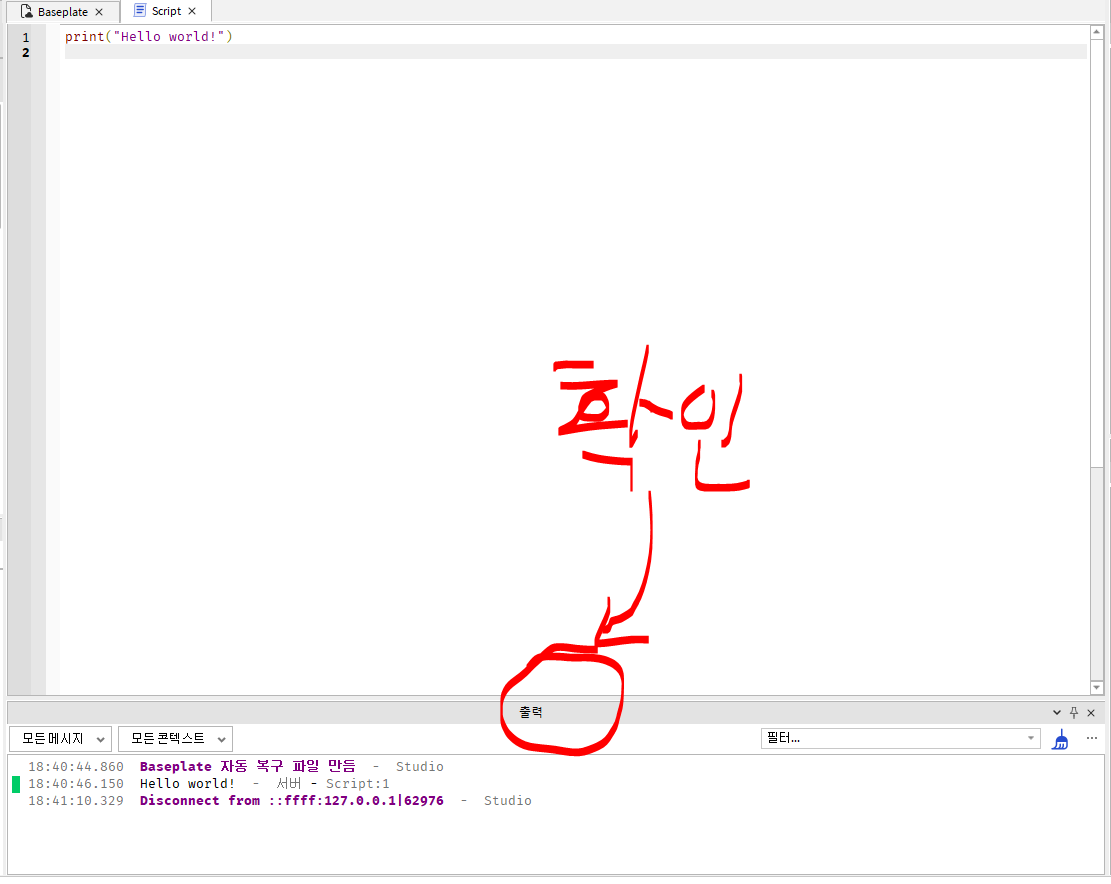 Baseplate
Script
1 print("Hello world!")
2
확인
출력
모든 메시지
모든 콘텍스트
필터...
18:40:44.860 Baseplate 자동 복구 파일 만듬 - Studio
18:40:46.150 Hello world! - 서버 - Script:1
18:41:10.329 Disconnect from ::ffff:127.0.0.1|62976 - Studio